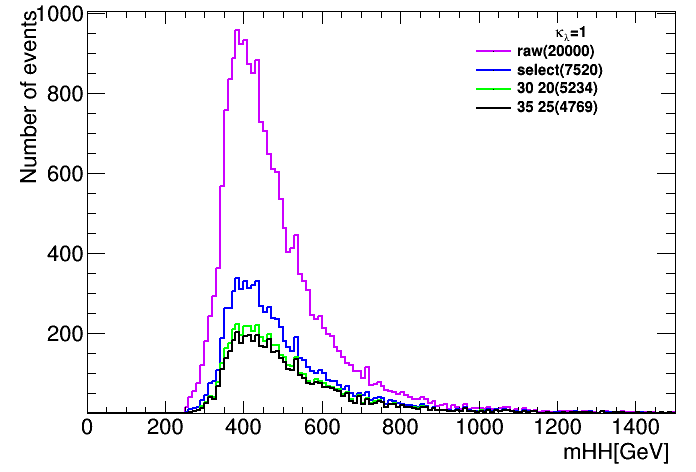 Number of events
1000
800
600
400
200
κλ=1
raw(20000)
select(7520)
30 20(5234)
35 25(4769)
0 200 400 600 800 1000 1200 1400
mHH[GeV]